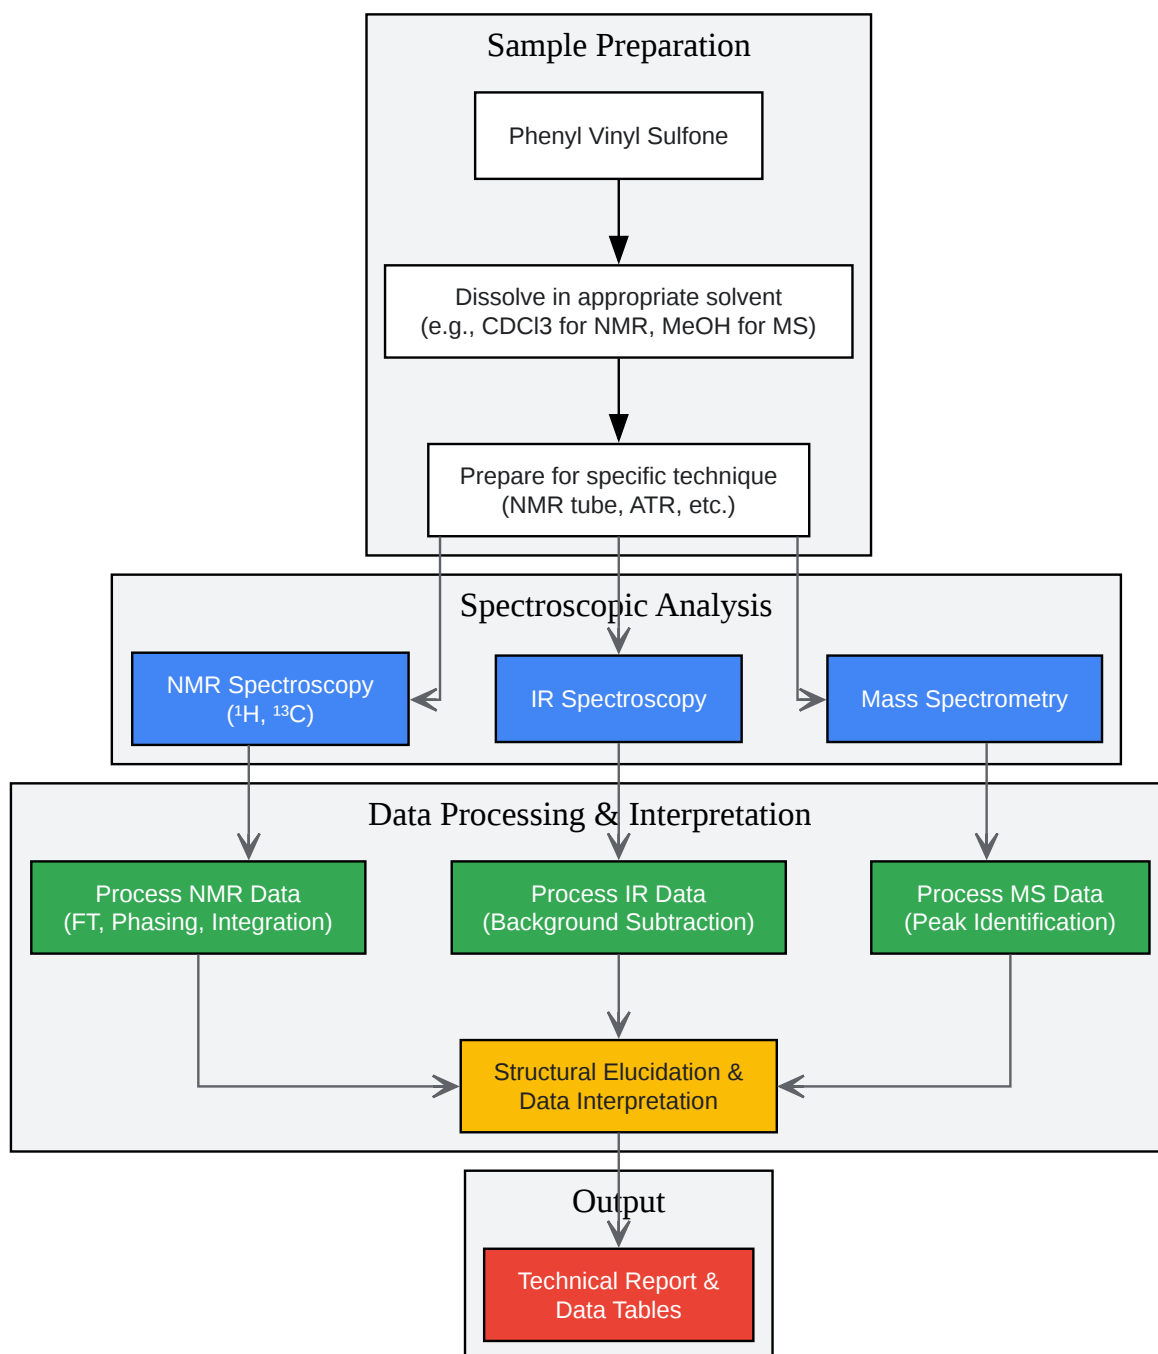 Sample Preparation
Phenyl Vinyl Sulfone
Dissolve in appropriate solvent
(e.g., CDCl3 for NMR, MeOH for MS)
Prepare for specific technique
(NMR tube, ATR, etc.)
Spectroscopic Analysis
NMR Spectroscopy
(¹H, ¹³C)
IR Spectroscopy
Mass Spectrometry
Data Processing & Interpretation
Process NMR Data
(FT, Phasing, Integration)
Process IR Data
(Background Subtraction)
Process MS Data
(Peak Identification)
Structural Elucidation &
Data Interpretation
Output
Technical Report &
Data Tables